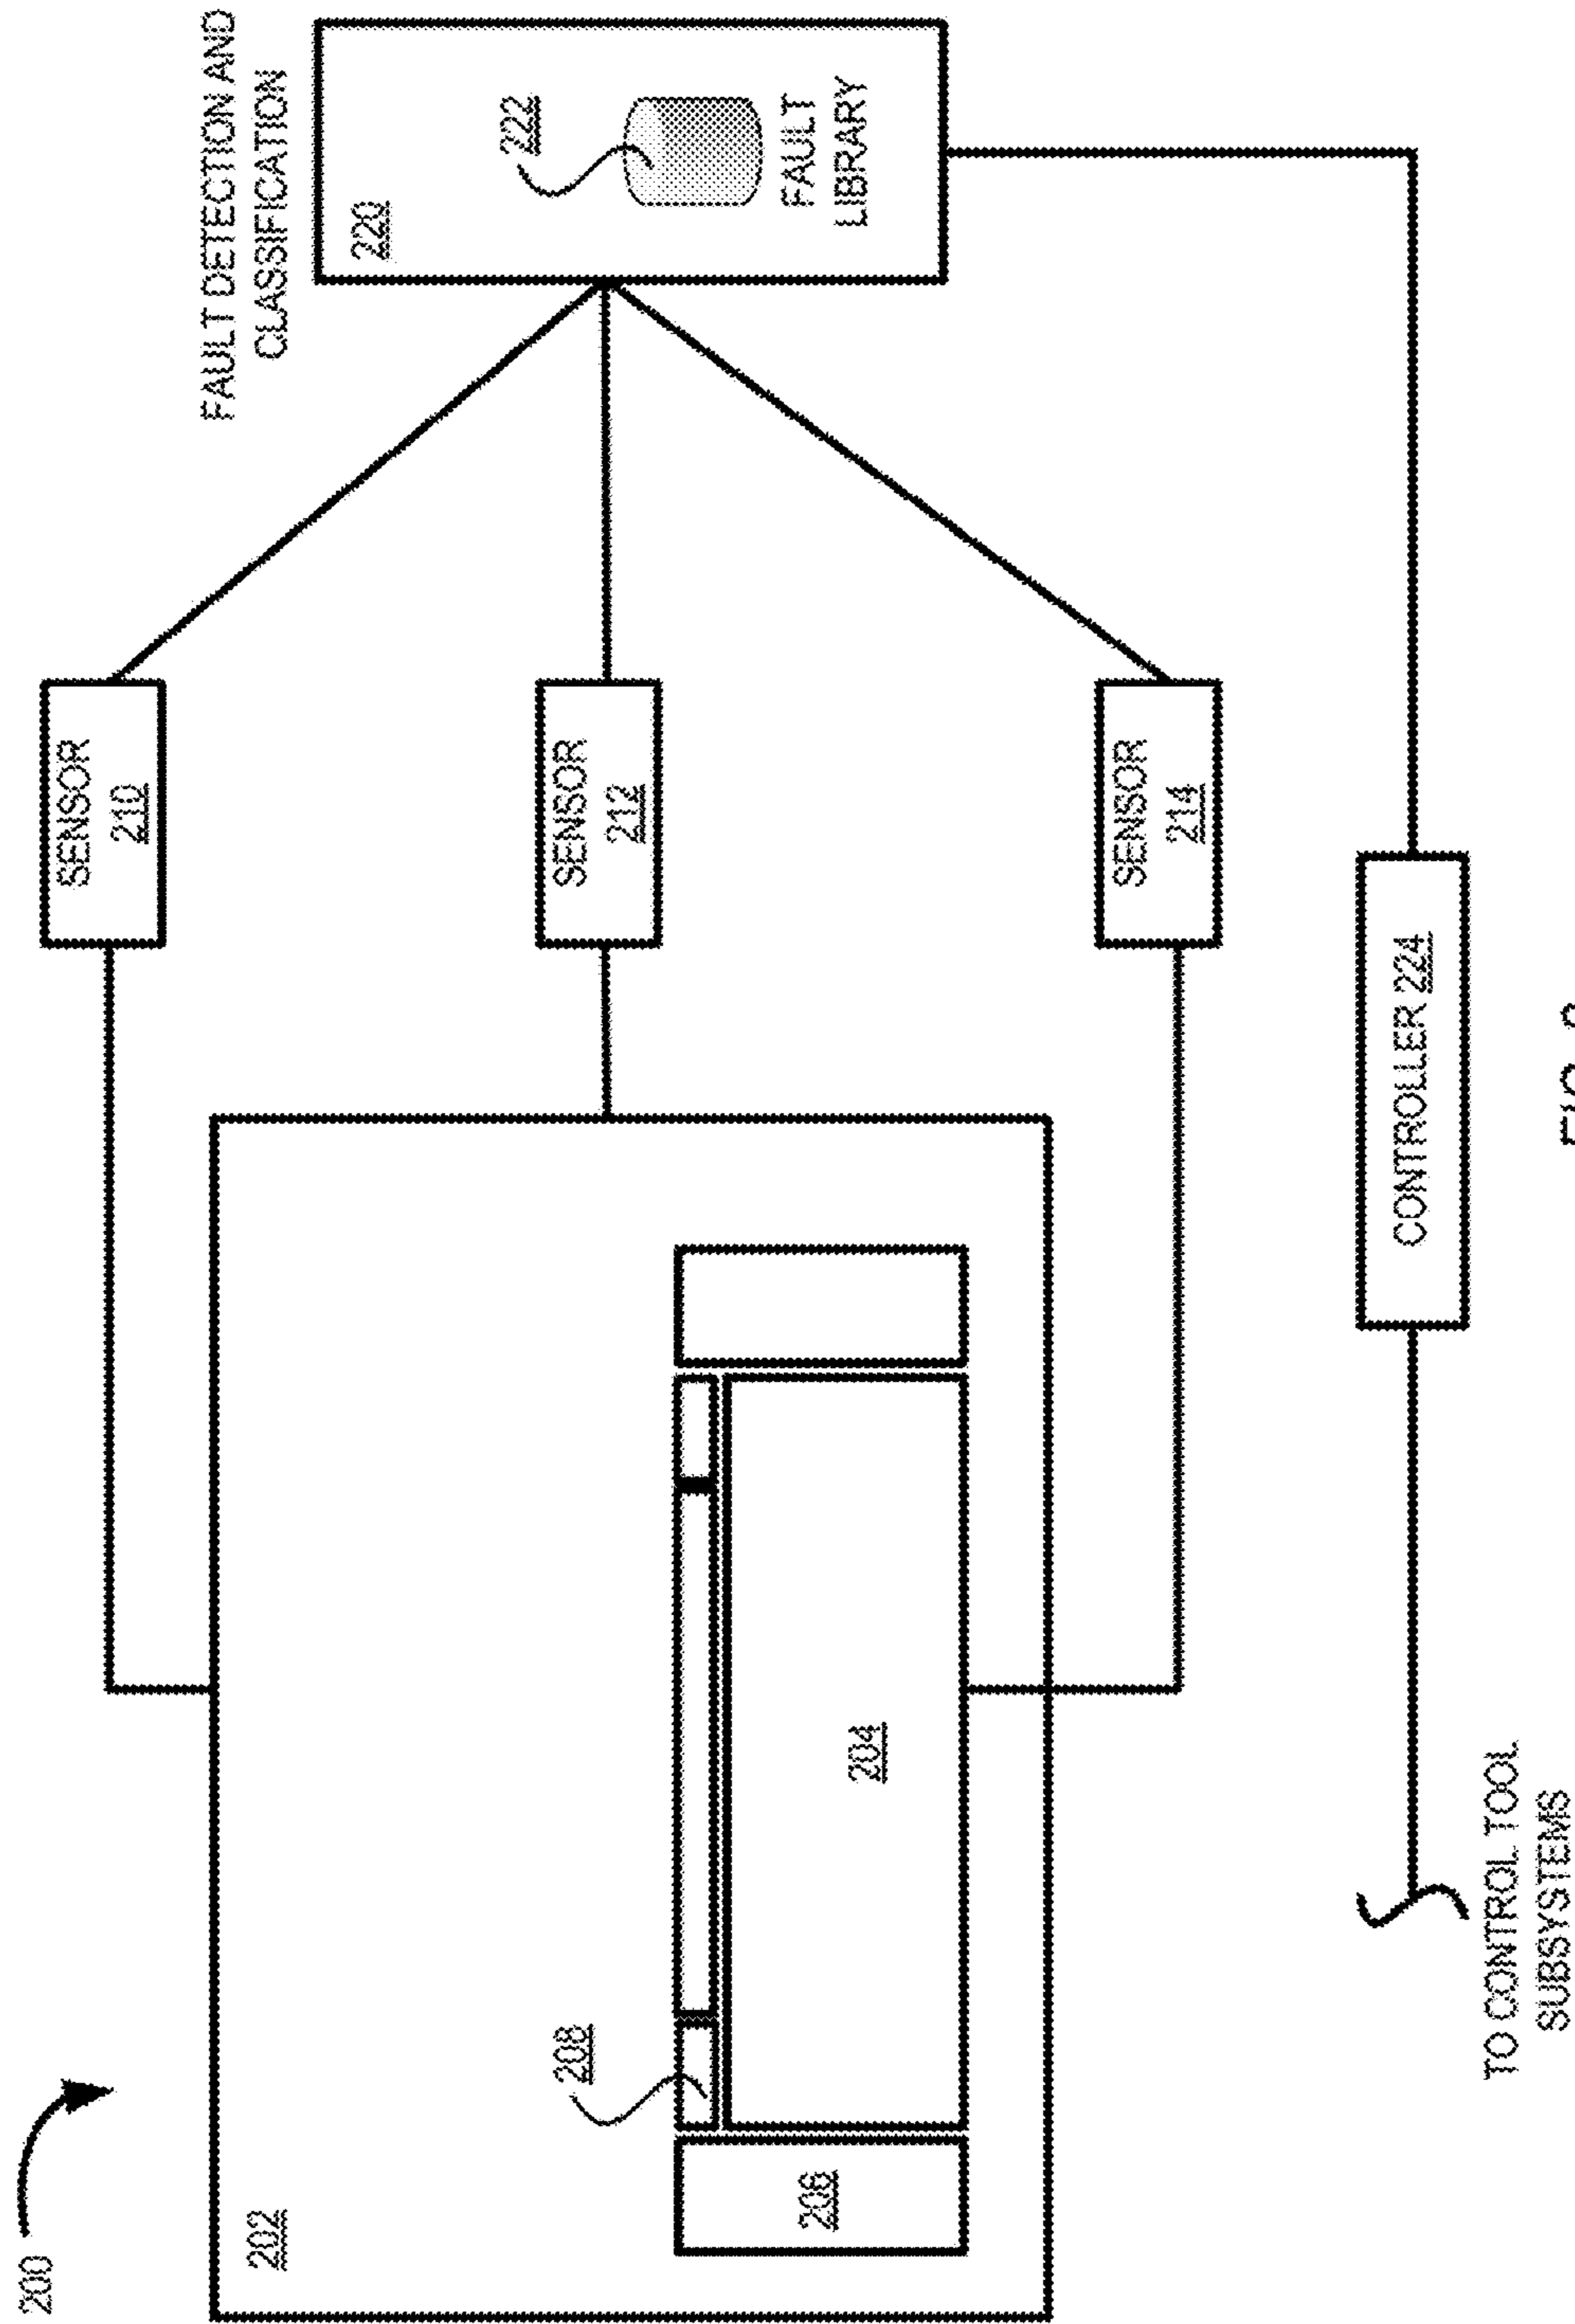 200
202
204
206
208
SENSOR
210
SENSOR
212
SENSOR
214
FAULT DETECTION AND
CLASSIFICATION
220
222
FAULT
LIBRARY
CONTROLLER 224
TO CONTROL TOOL
SUBSYSTEMS